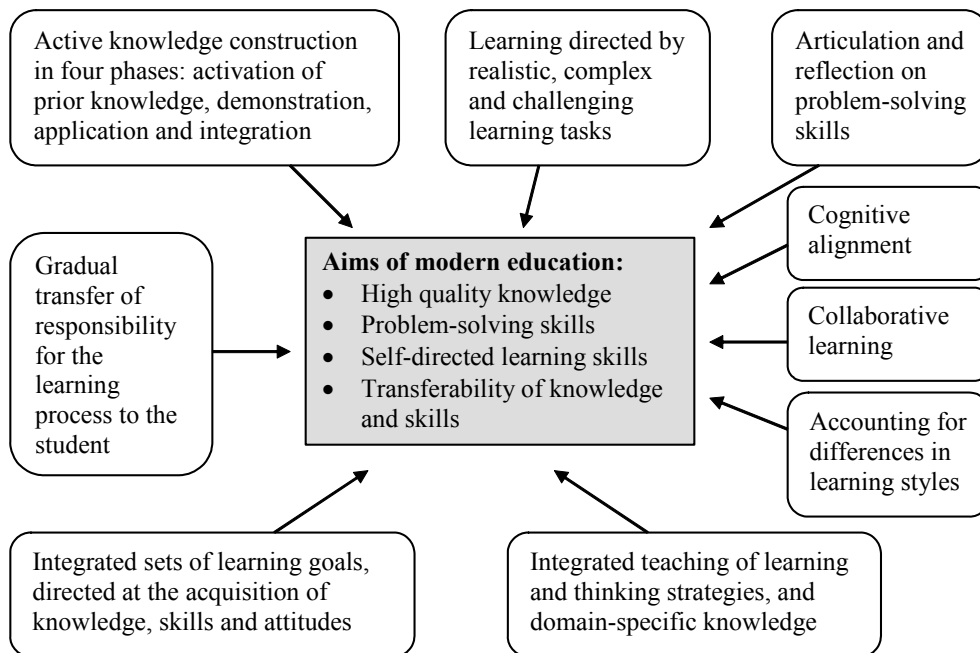 Active knowledge construction
in four phases: activation of
prior knowledge, demonstration,
application and integration
Learning directed by
realistic, complex
and challenging
learning tasks
Articulation and
reflection on
problem-solving
skills
Cognitive
alignment
Gradual
transfer of
responsibility
for the
learning
process to the
student
Aims of modern education:
• High quality knowledge
• Problem-solving skills
• Self-directed learning skills
• Transferability of knowledge
and skills
Collaborative
learning
Accounting for
differences in
learning styles
Integrated sets of learning goals,
directed at the acquisition of
knowledge, skills and attitudes
Integrated teaching of learning
and thinking strategies, and
domain-specific knowledge